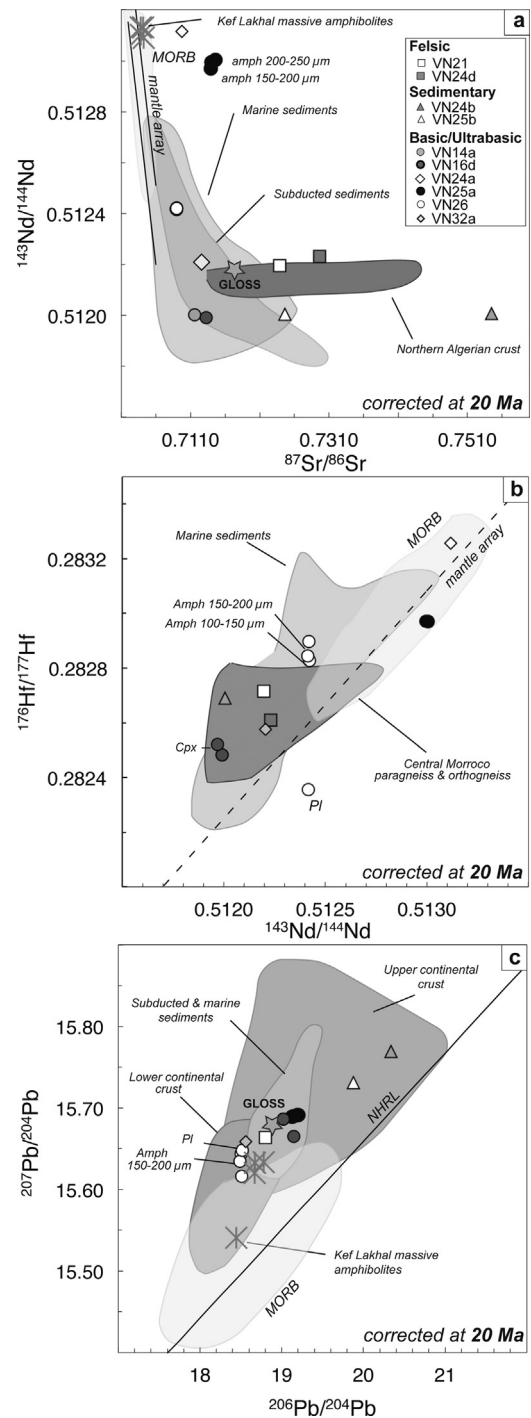 a
Kef Lakhal massive amphibolites
MORB
amph 200-250 µm
amph 150-200 µm
mantle array
Marine sediments
Subducted sediments
GLOSS
Northern Algerian crust
Felsic
VN21
VN24d
Sedimentary
VN24b
VN25b
Basic/Ultrabasic
VN14a
VN16d
VN24a
VN25a
VN26
VN32a
0.5128
0.5124
0.5120
143Nd/144Nd
corrected at 20 Ma
0.7110 0.7310 0.7510
87Sr/86Sr
b
MORB
mantle array
Marine sediments
Amph 150-200 µm
Amph 100-150 µm
Cpx
Pl
Central Morroco
paragneiss & orthogneiss
0.2832
0.2828
0.2824
176Hf/177Hf
corrected at 20 Ma
0.5120 0.5125 0.5130
143Nd/144Nd
c
Upper continental
crust
Subducted & marine
sediments
Lower continental
crust
GLOSS
NHRL
Pl
Amph
150-200 µm
Kef Lakhal massive
amphibolites
MORB
15.80
15.70
15.60
15.50
207Pb/204Pb
corrected at 20 Ma
18 19 20 21
206Pb/204Pb